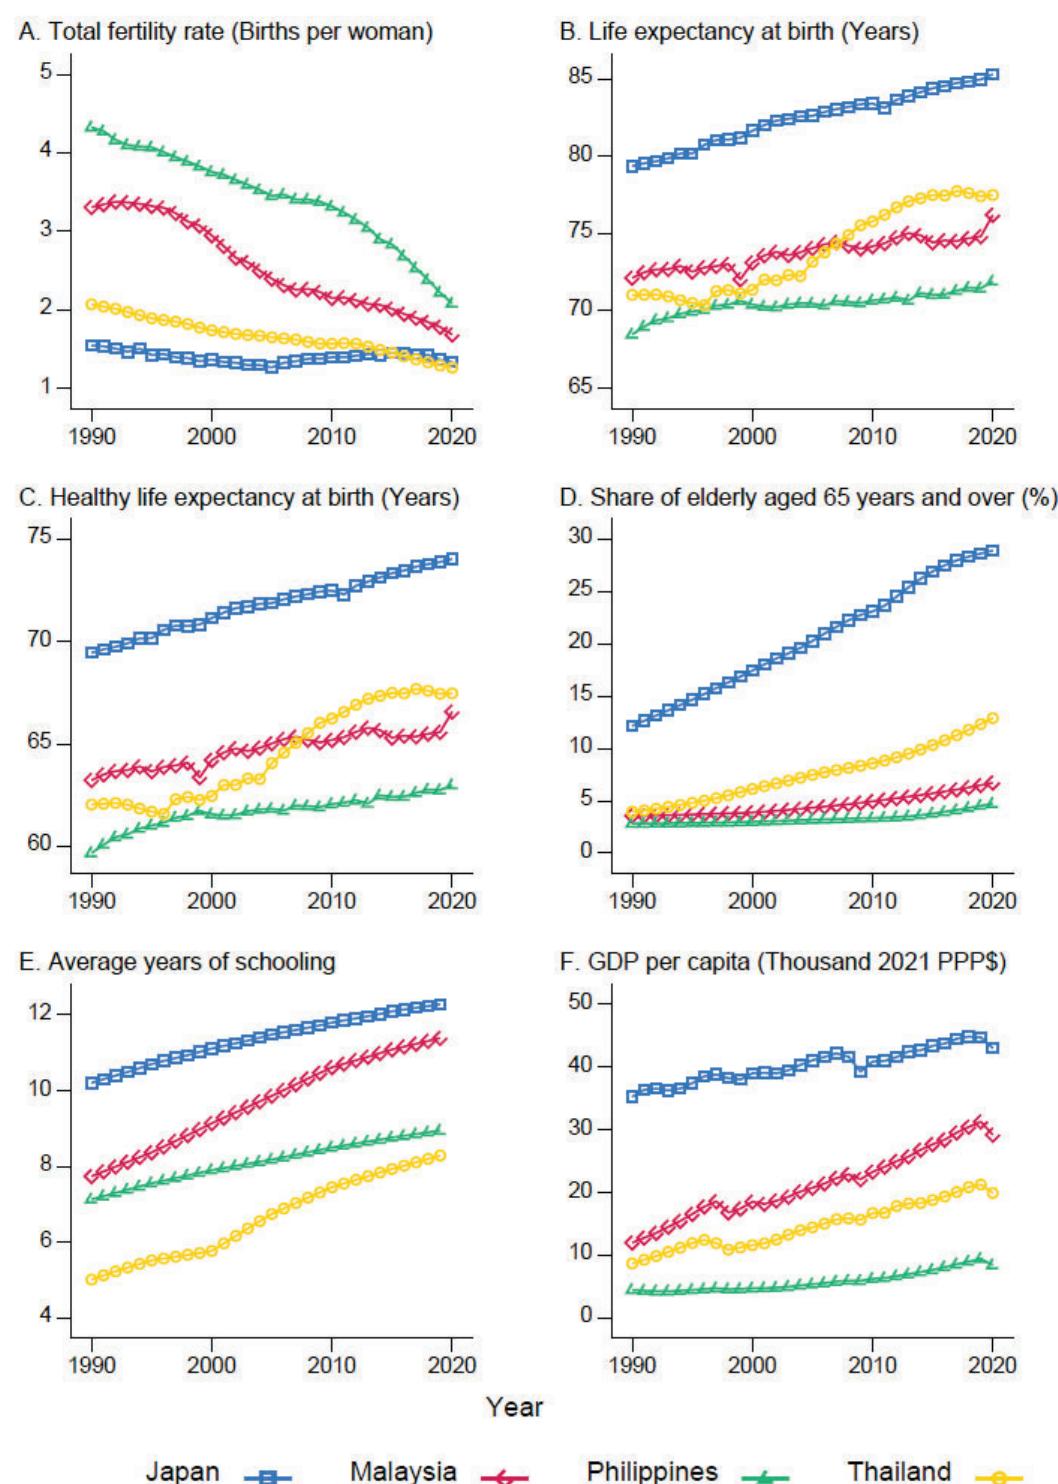 A. Total fertility rate (Births per woman)
5
4
3
2
1
1990 2000 2010 2020
B. Life expectancy at birth (Years)
85
80
75
70
65
1990 2000 2010 2020
C. Healthy life expectancy at birth (Years)
75
70
65
60
1990 2000 2010 2020
D. Share of elderly aged 65 years and over (%)
30
25
20
15
10
5
0
1990 2000 2010 2020
E. Average years of schooling
12
10
8
6
4
1990 2000 2010 2020
F. GDP per capita (Thousand 2021 PPP$)
50
40
30
20
10
0
1990 2000 2010 2020
Year
Japan Malaysia Philippines Thailand